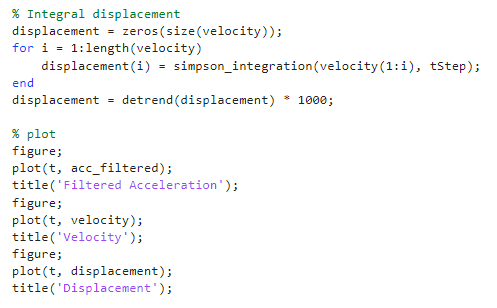 % Integral displacement
displacement = zeros(size(velocity));
for i = 1:length(velocity)
    displacement(i) = simpson_integration(velocity(1:i), tStep);
end
displacement = detrend(displacement) * 1000;

% plot
figure;
plot(t, acc_filtered);
title('Filtered Acceleration');
figure;
plot(t, velocity);
title('Velocity');
figure;
plot(t, displacement);
title('Displacement');